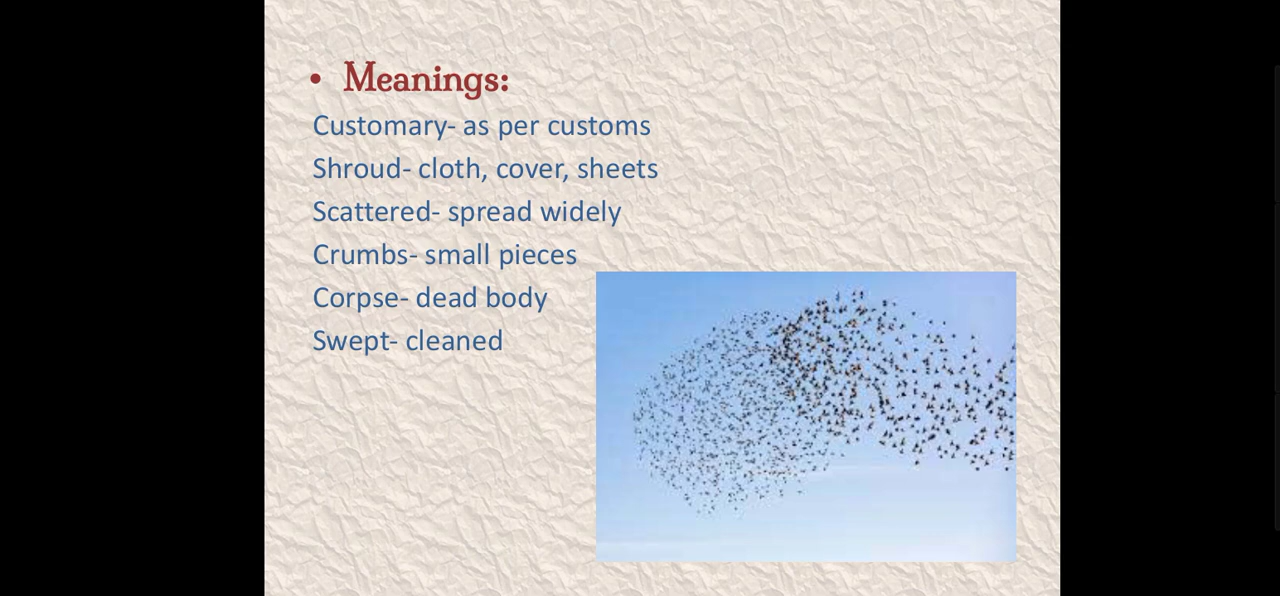 • Meanings:
Customary- as per customs
Shroud- cloth, cover, sheets
Scattered- spread widely
Crumbs- small pieces
Corpse- dead body
Swept- cleaned